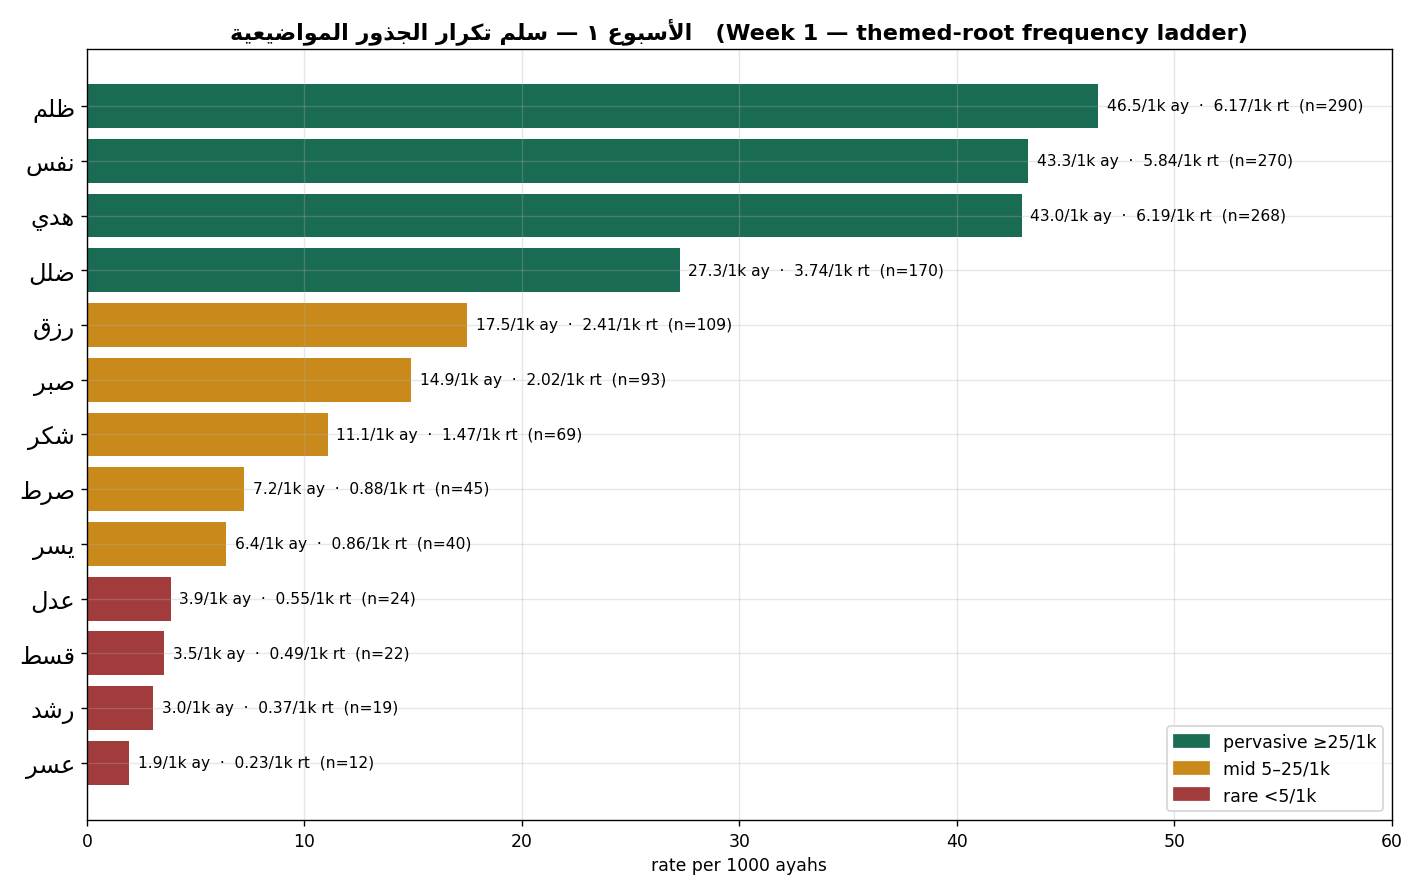 الأسبوع ١ — سلم تكرار الجذور المواضيعية (Week 1 — themed-root frequency ladder)
ظلم 46.5/1k ay · 6.17/1k rt (n=290)
نفس 43.3/1k ay · 5.84/1k rt (n=270)
هدي 43.0/1k ay · 6.19/1k rt (n=268)
ضلل 27.3/1k ay · 3.74/1k rt (n=170)
رزق 17.5/1k ay · 2.41/1k rt (n=109)
صبر 14.9/1k ay · 2.02/1k rt (n=93)
شكر 11.1/1k ay · 1.47/1k rt (n=69)
صرط 7.2/1k ay · 0.88/1k rt (n=45)
يسر 6.4/1k ay · 0.86/1k rt (n=40)
عدل 3.9/1k ay · 0.55/1k rt (n=24)
قسط 3.5/1k ay · 0.49/1k rt (n=22)
رشد 3.0/1k ay · 0.37/1k rt (n=19)
عسر 1.9/1k ay · 0.23/1k rt (n=12)
pervasive ≥25/1k
mid 5–25/1k
rare <5/1k
0 10 20 30 40 50 60
rate per 1000 ayahs